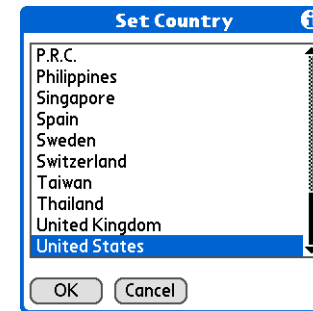 Set Country
P.R.C.
Philippines
Singapore
Spain
Sweden
Switzerland
Taiwan
Thailand
United Kingdom
United States
OK Cancel